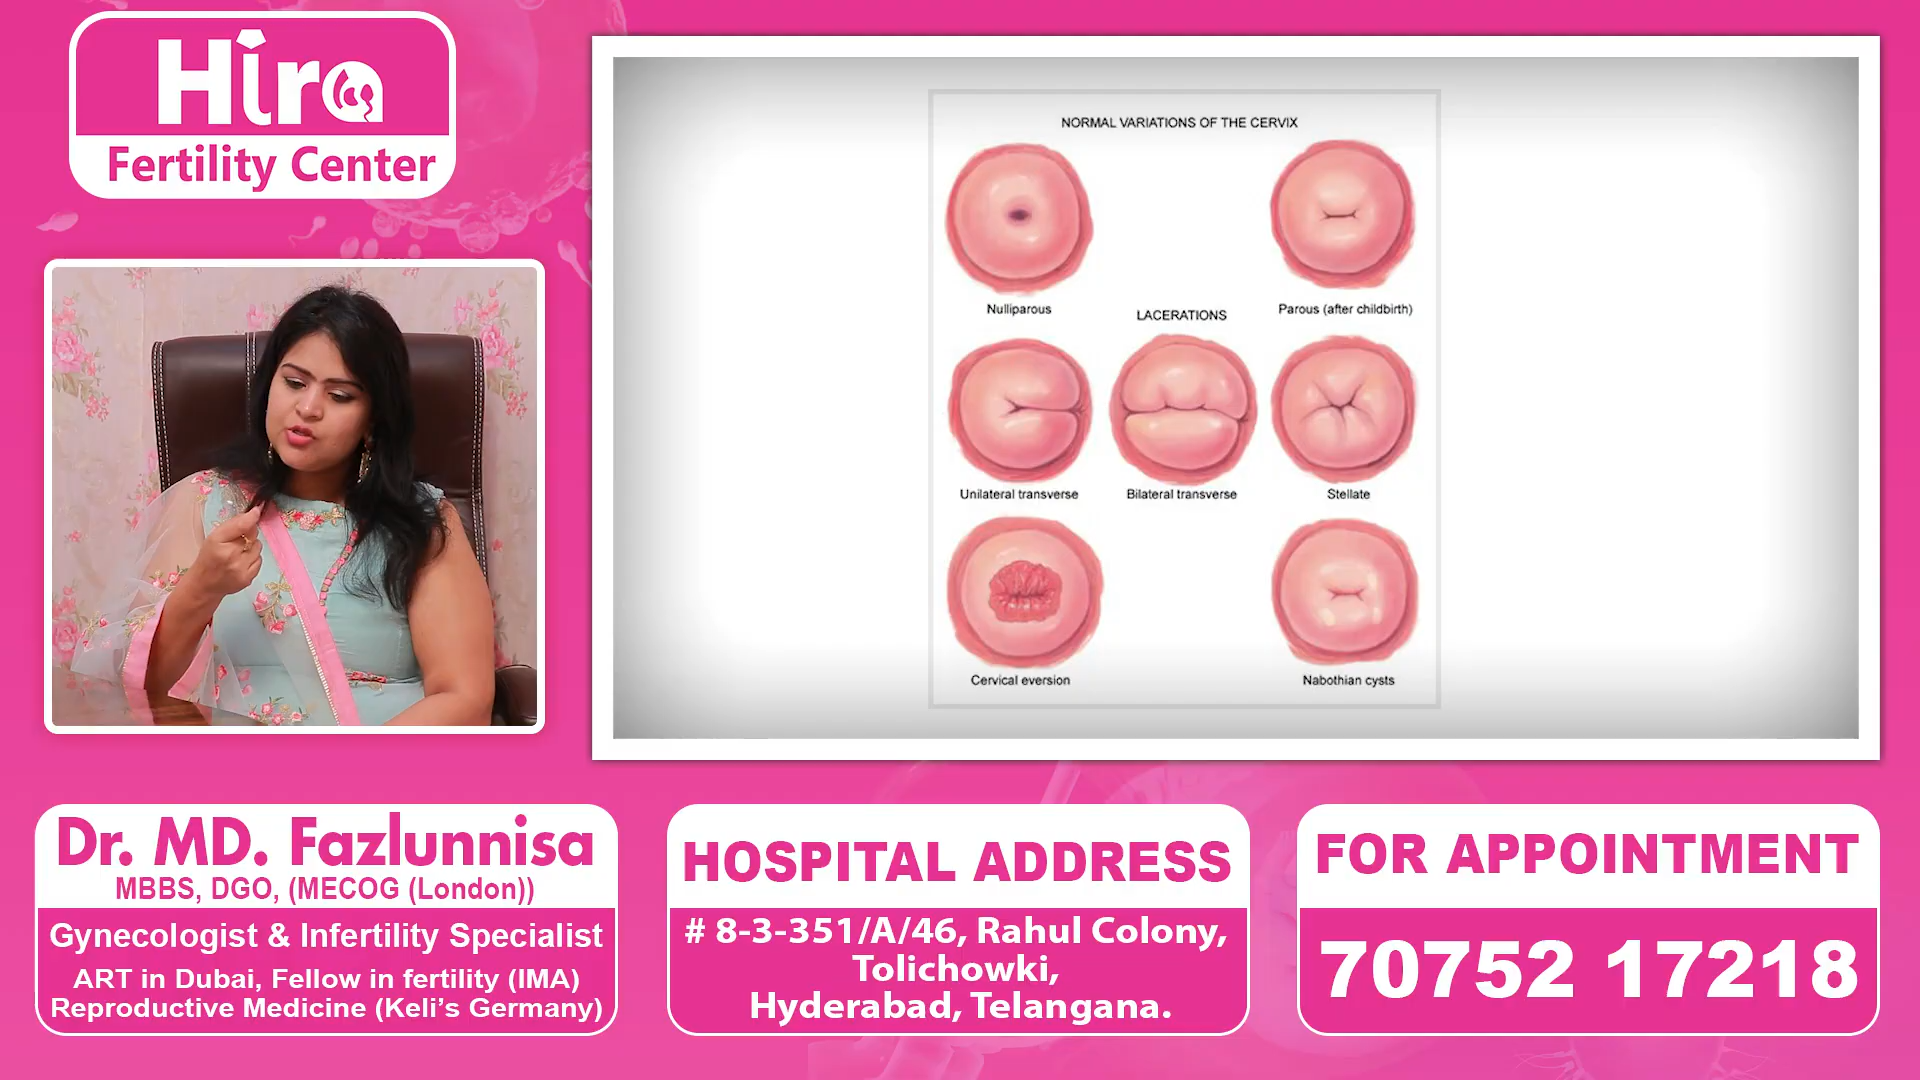 Hira
Fertility Center
NORMAL VARIATIONS OF THE CERVIX
Nulliparous
Parous (after childbirth)
LACERATIONS
Unilateral transverse
Bilateral transverse
Stellate
Cervical eversion
Nabothian cysts
Dr. MD. Fazlunnisa
MBBS, DGO, (MECOG (London))
Gynecologist & Infertility Specialist
ART in Dubai, Fellow in fertility (IMA)
Reproductive Medicine (Keli's Germany)
HOSPITAL ADDRESS
# 8-3-351/A/46, Rahul Colony,
Tolichowki,
Hyderabad, Telangana.
FOR APPOINTMENT
70752 17218